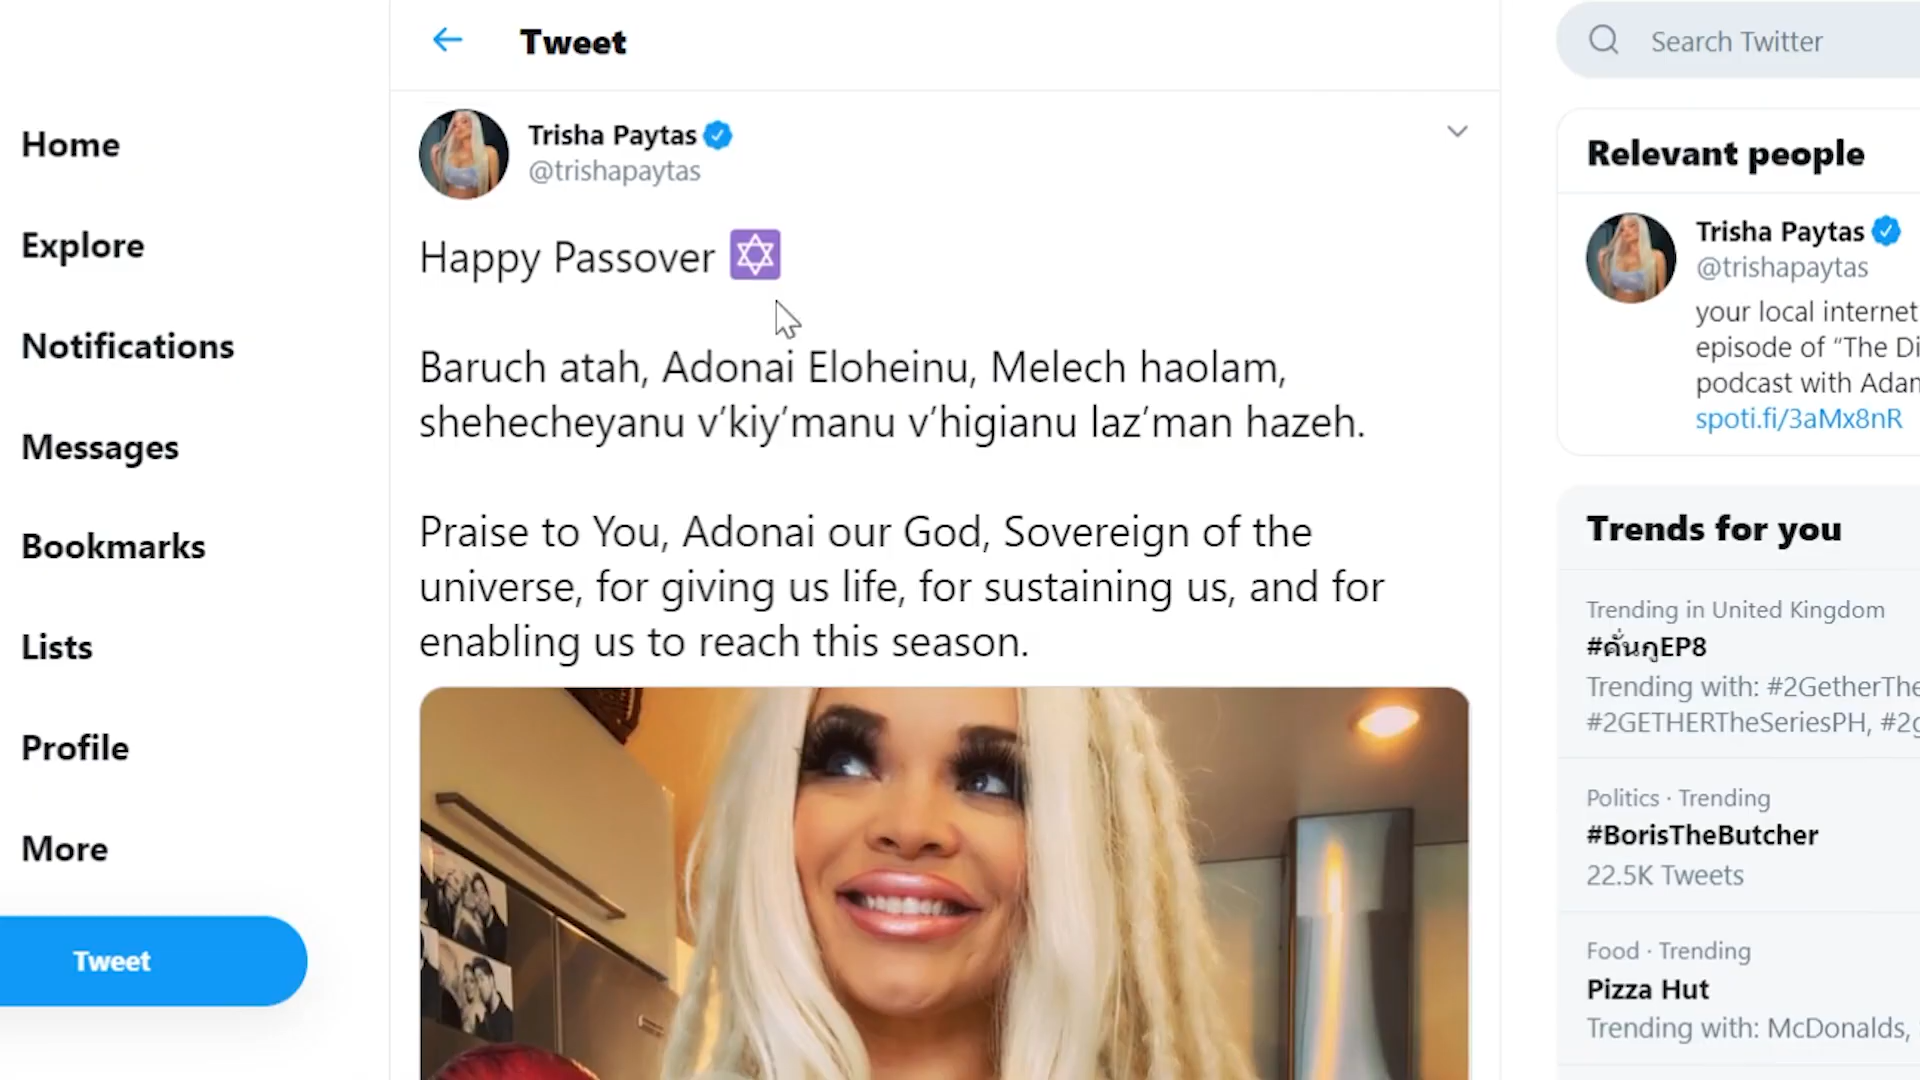 Tweet
Search Twitter
Home
Explore
Notifications
Messages
Bookmarks
Lists
Profile
More
Tweet
Trisha Paytas
@trishapaytas
Happy Passover ✡
Baruch atah, Adonai Eloheinu, Melech haolam,
shehecheyanu v’kiy’manu v’higianu laz’man hazeh.
Praise to You, Adonai our God, Sovereign of the
universe, for giving us life, for sustaining us, and for
enabling us to reach this season.
Relevant people
Trisha Paytas
@trishapaytas
your local internet
episode of “The Di
podcast with Adam
spoti.fi/3aMx8nR
Trends for you
Trending in United Kingdom
#คั่นกูEP8
Trending with: #2GetherThe
#2GETHERTheSeriesPH, #2g
Politics · Trending
#BorisTheButcher
22.5K Tweets
Food · Trending
Pizza Hut
Trending with: McDonalds,